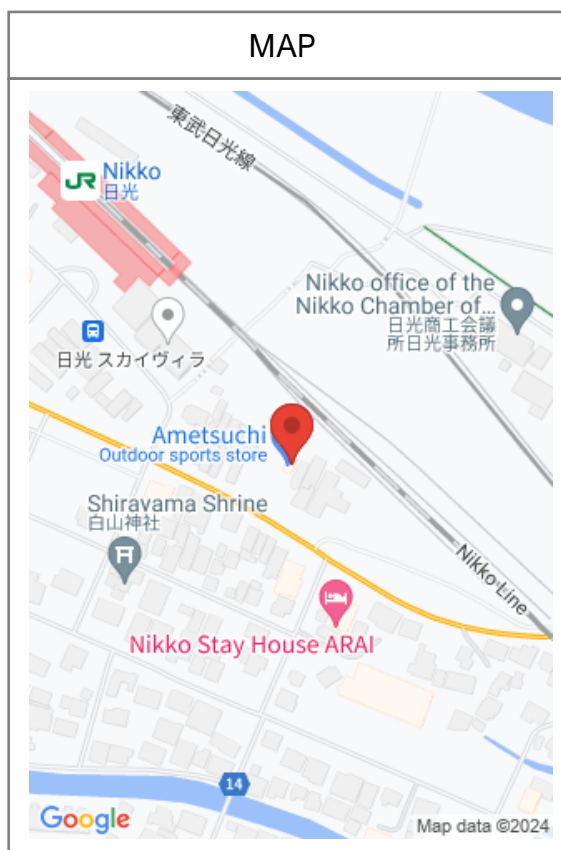 MAP
東武日光線
JR
Nikko
日光
Nikko office of the
Nikko Chamber of...
日光商工会議
所日光事務所
日光 スカイヴィラ
Ametsuchi
Outdoor sports store
Shirayama Shrine
白山神社
Nikko Line
Nikko Stay House ARAI
14
Google
Map data ©2024